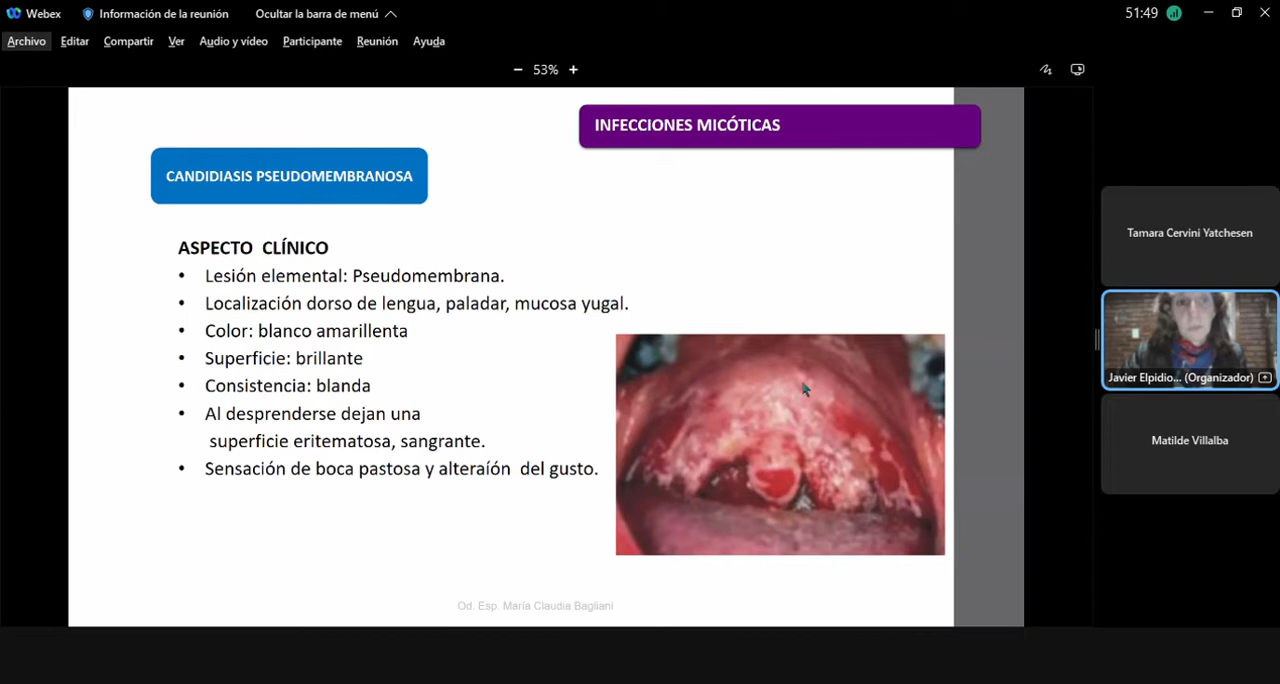 Webex
Información de la reunión
Ocultar la barra de menú
51:49
Archivo
Editar
Compartir
Ver
Audio y vídeo
Participante
Reunión
Ayuda
53%
INFECCIONES MICÓTICAS
CANDIDIASIS PSEUDOMEMBRANOSA
ASPECTO CLÍNICO
• Lesión elemental: Pseudomembrana.
• Localización dorso de lengua, paladar, mucosa yugal.
• Color: blanco amarillenta
• Superficie: brillante
• Consistencia: blanda
• Al desprenderse dejan una
superficie eritematosa, sangrante.
• Sensación de boca pastosa y alteraíón del gusto.
Od. Esp. María Claudia Bagliani
Tamara Cervini Yatchesen
Javier Elpidio... (Organizador)
Matilde Villalba